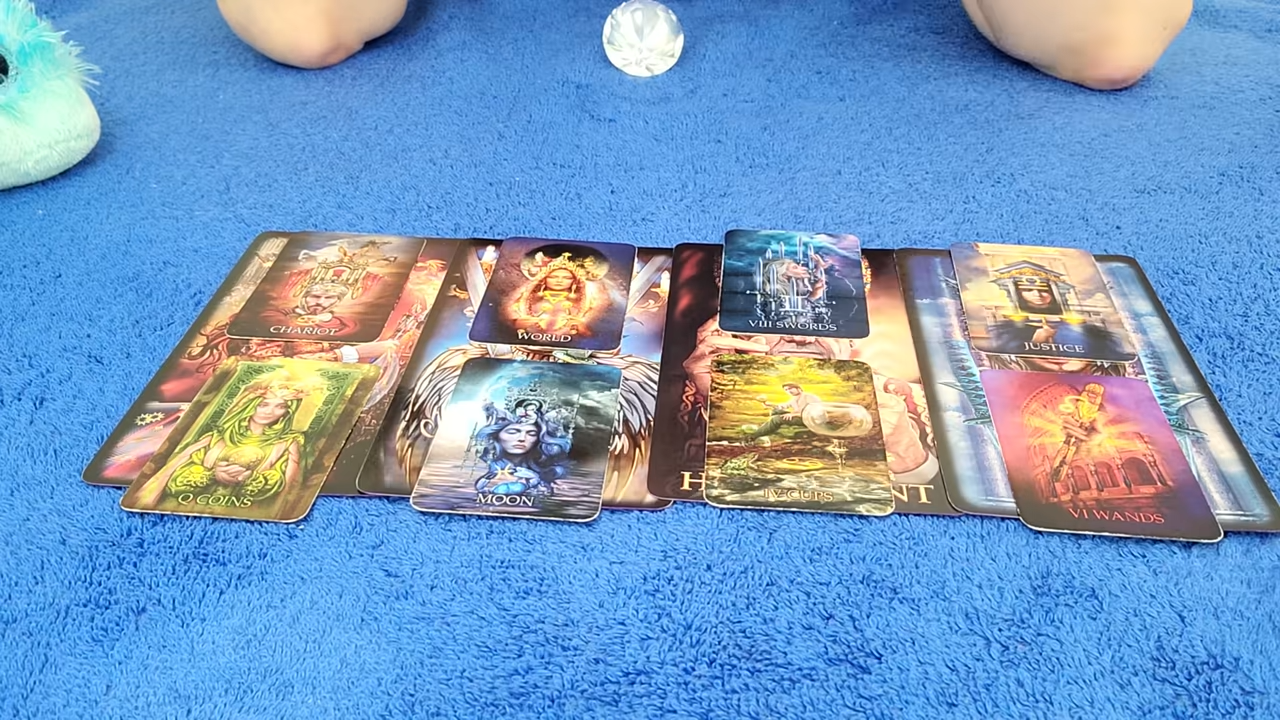 CHARIOT
WORLD
VIII SWORDS
JUSTICE
Q COINS
MOON
IV CUPS
VI WANDS